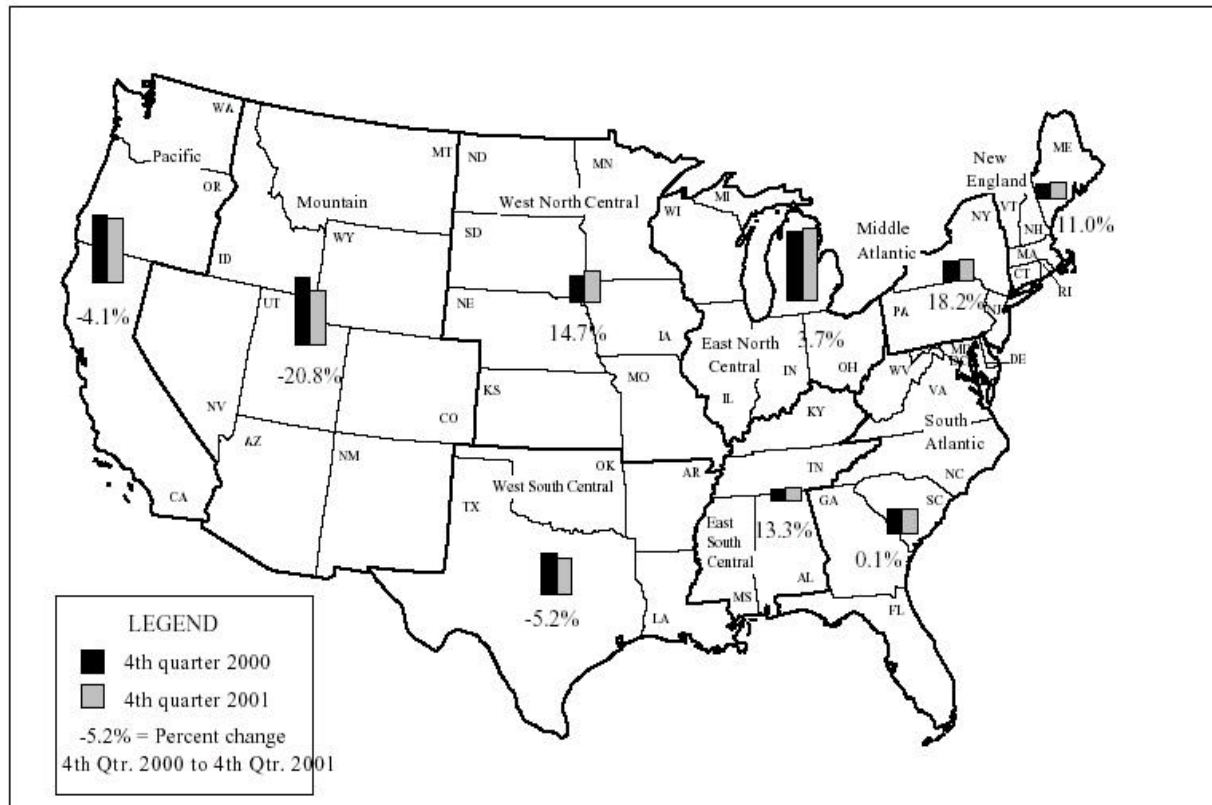 WA
Pacific
OR
MT
ID
Mountain
WY
ND
MN
West North Central
SD
NE
IA
WI
MI
New
England
ME
VT
NH
NY
Middle
Atlantic
MA
CT
RI
11.0%
-4.1%
UT
-20.8%
NV
CO
14.7%
KS
MO
East North
Central
IL
IN
3.7%
OH
PA
18.2%
NJ
MD
DC
DE
WV
VA
KY
South
Atlantic
CA
AZ
NM
OK
West South Central
TX
AR
TN
NC
SC
GA
East
South
Central
13.3%
0.1%
AL
MS
LA
FL
-5.2%
LEGEND
4th quarter 2000
4th quarter 2001
-5.2% = Percent change
4th Qtr. 2000 to 4th Qtr. 2001